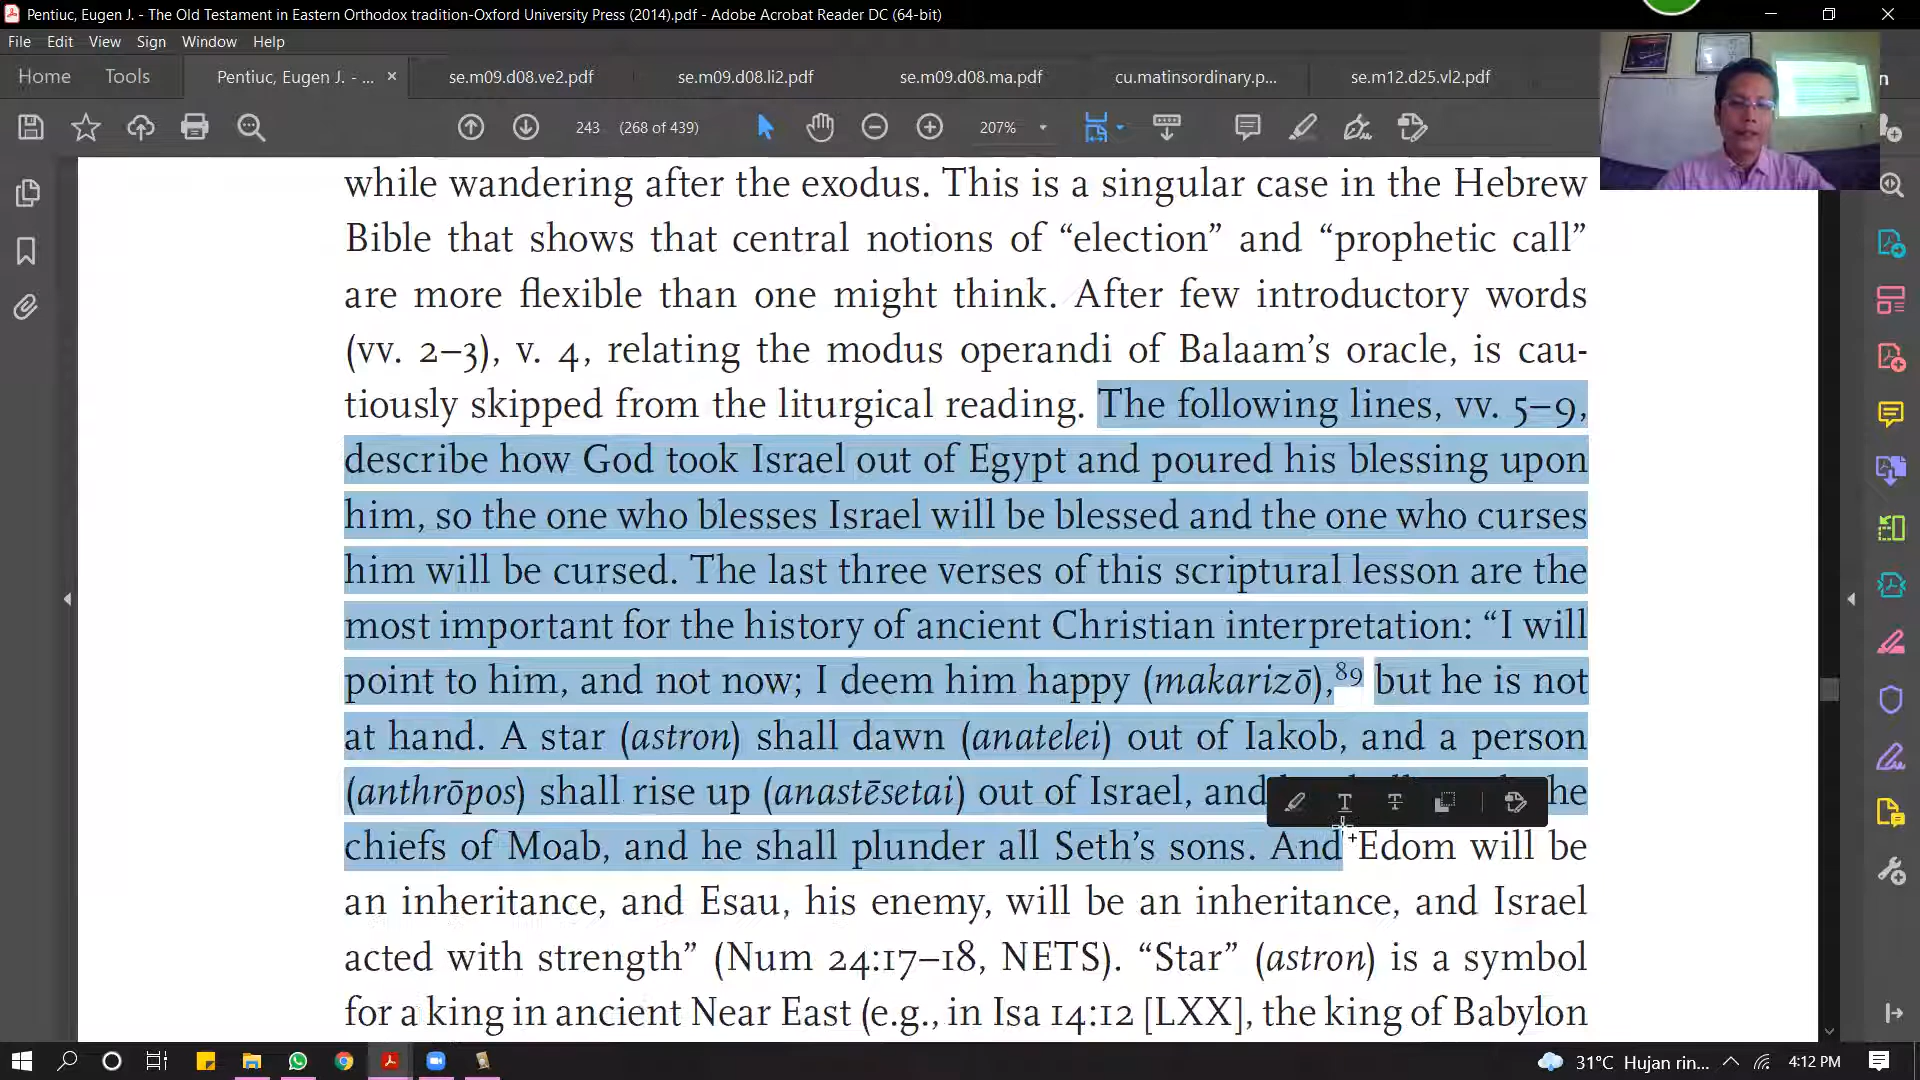 Pentiuc, Eugen J. - The Old Testament in Eastern Orthodox tradition-Oxford University Press (2014).pdf - Adobe Acrobat Reader DC (64-bit)
File Edit View Sign Window Help
Home Tools Pentiuc, Eugen J. - ... × se.m09.d08.ve2.pdf se.m09.d08.li2.pdf se.m09.d08.ma.pdf cu.matinsordinary.p... se.m12.d25.vl2.pdf n
243 (268 of 439) 207%
while wandering after the exodus. This is a singular case in the Hebrew
Bible that shows that central notions of “election” and “prophetic call”
are more flexible than one might think. After few introductory words
(vv. 2–3), v. 4, relating the modus operandi of Balaam’s oracle, is cau-
tiously skipped from the liturgical reading. The following lines, vv. 5–9,
describe how God took Israel out of Egypt and poured his blessing upon
him, so the one who blesses Israel will be blessed and the one who curses
him will be cursed. The last three verses of this scriptural lesson are the
most important for the history of ancient Christian interpretation: “I will
point to him, and not now; I deem him happy (makarizō),89 but he is not
at hand. A star (astron) shall dawn (anatelei) out of Iakob, and a person
(anthrōpos) shall rise up (anastēsetai) out of Israel, and he
chiefs of Moab, and he shall plunder all Seth’s sons. And Edom will be
an inheritance, and Esau, his enemy, will be an inheritance, and Israel
acted with strength” (Num 24:17–18, NETS). “Star” (astron) is a symbol
for a king in ancient Near East (e.g., in Isa 14:12 [LXX], the king of Babylon
31°C Hujan rin... 4:12 PM